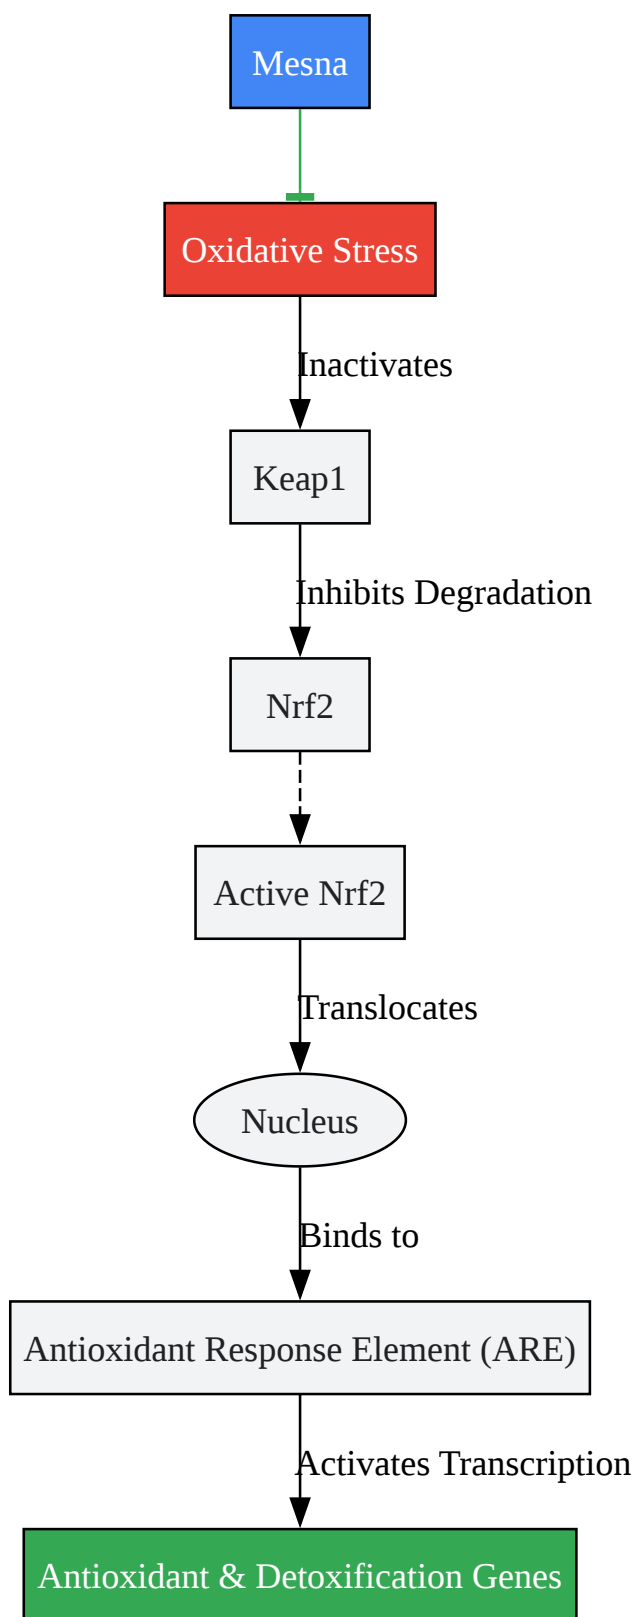 Mesna
Oxidative Stress
Inactivates
Keap1
Inhibits Degradation
Nrf2
Active Nrf2
Translocates
Nucleus
Binds to
Antioxidant Response Element (ARE)
Activates Transcription
Antioxidant & Detoxification Genes